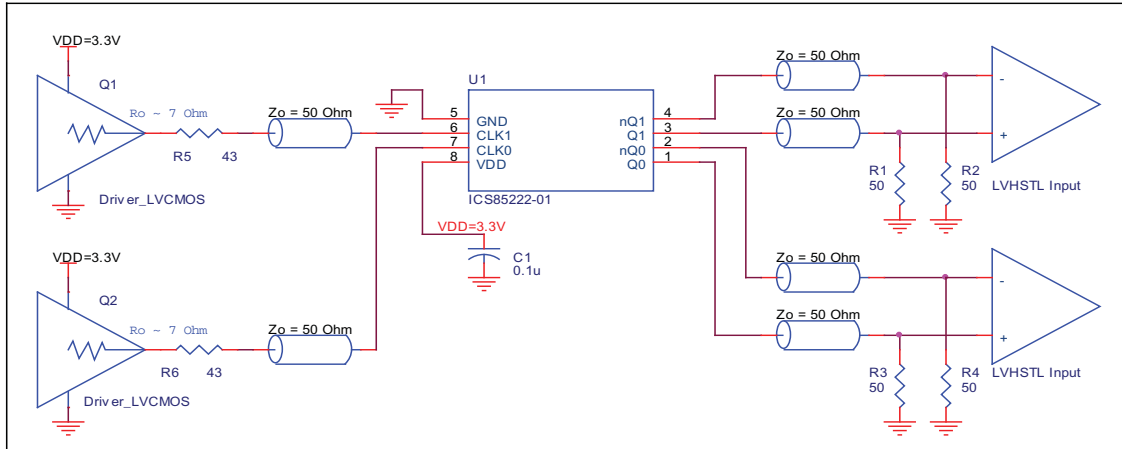 VDD=3.3V
Q1
Ro ~ 7 Ohm
R5 43
Driver_LVCMOS
Zo = 50 Ohm
VDD=3.3V
Q2
Ro ~ 7 Ohm
R6 43
Driver_LVCMOS
Zo = 50 Ohm
U1
5 GND
6 CLK1
7 CLK0
8 VDD
nQ1 4
Q1 3
nQ0 2
Q0 1
ICS85222-01
VDD=3.3V
C1
0.1u
Zo = 50 Ohm
Zo = 50 Ohm
R1
50
R2
50
-
+
LVHSTL Input
Zo = 50 Ohm
Zo = 50 Ohm
R3
50
R4
50
-
+
LVHSTL Input